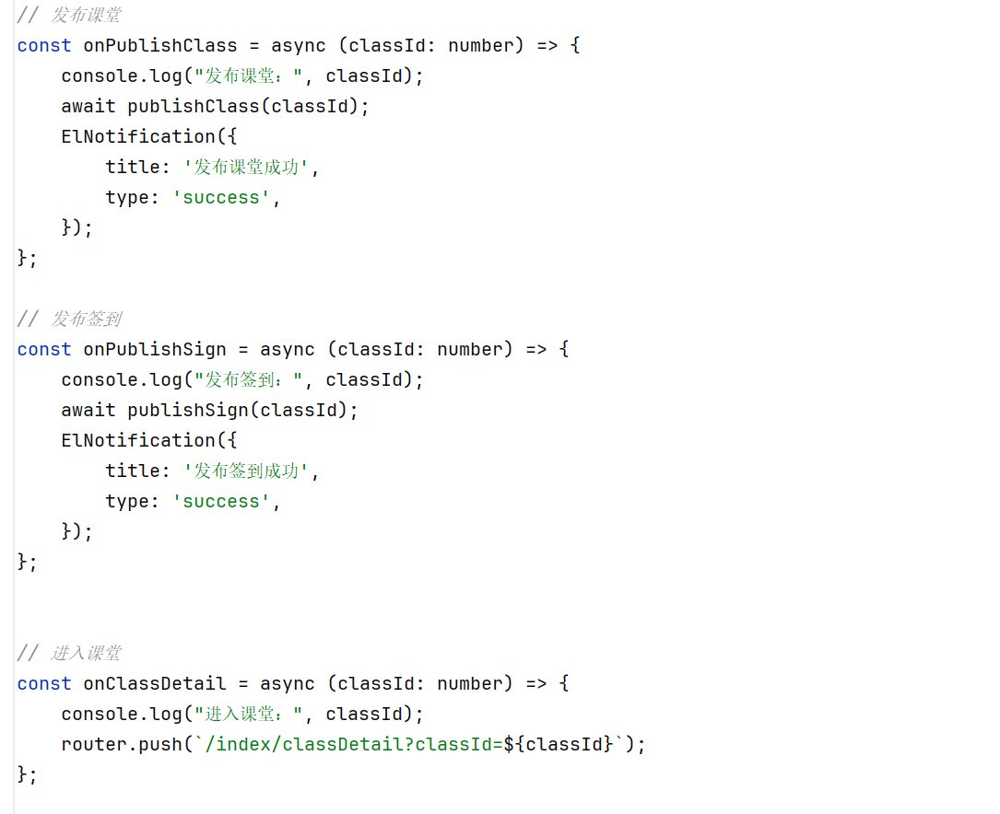 // 发布课堂
const onPublishClass = async (classId: number) => {
    console.log("发布课堂：", classId);
    await publishClass(classId);
    ElNotification({
        title: '发布课堂成功',
        type: 'success',
    });
};
// 发布签到
const onPublishSign = async (classId: number) => {
    console.log("发布签到：", classId);
    await publishSign(classId);
    ElNotification({
        title: '发布签到成功',
        type: 'success',
    });
};
// 进入课堂
const onClassDetail = async (classId: number) => {
    console.log("进入课堂：", classId);
    router.push(`/index/classDetail?classId=${classId}`);
};